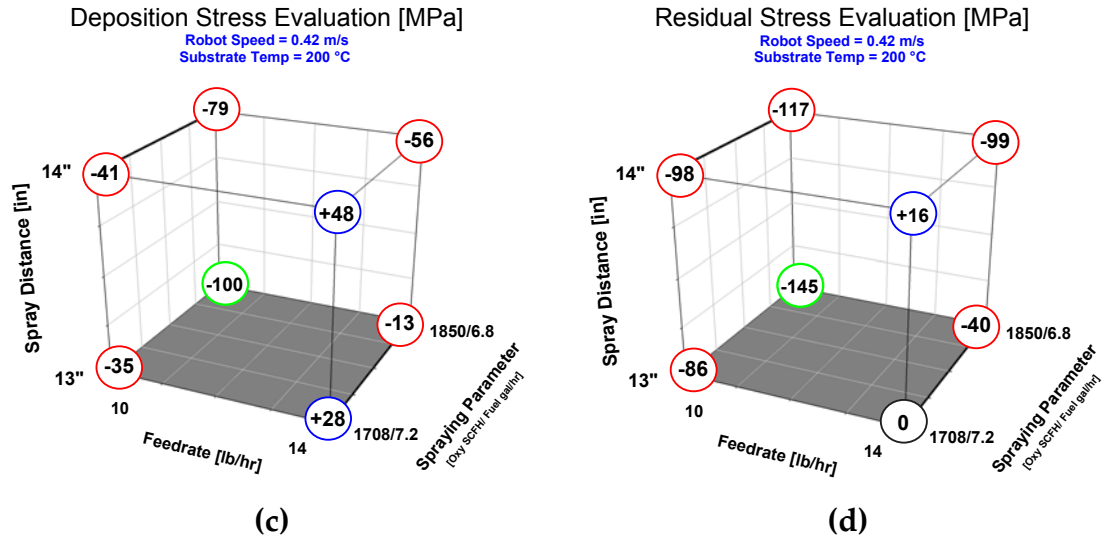 Deposition Stress Evaluation [MPa]
Robot Speed = 0.42 m/s
Substrate Temp = 200 °C
-79
-56
14"
-41
+48
Spray Distance [in]
-100
-13
1850/6.8
13"
-35
+28
1708/7.2
10
14
Feedrate [lb/hr]
Spraying Parameter
[Oxy SCFH/ Fuel gal/hr]
(c)
Residual Stress Evaluation [MPa]
Robot Speed = 0.42 m/s
Substrate Temp = 200 °C
-117
-99
14"
-98
+16
Spray Distance [in]
-145
-40
1850/6.8
13"
-86
0
1708/7.2
10
14
Feedrate [lb/hr]
Spraying Parameter
[Oxy SCFH/ Fuel gal/hr]
(d)